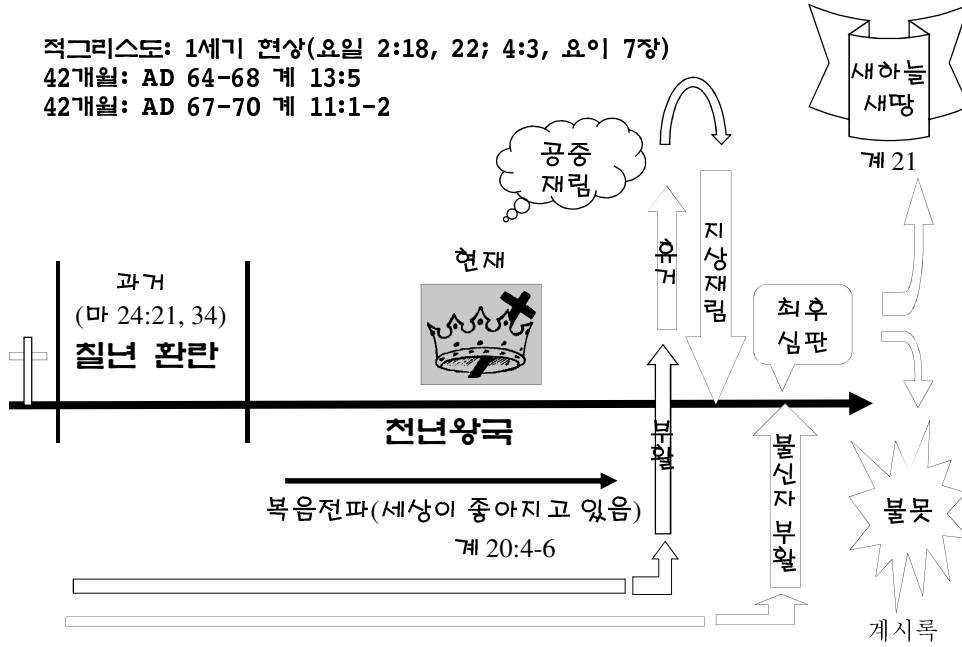 적그리스도: 1세기 현상(요일 2:18, 22; 4:3, 요이 7장)
42개월: AD 64-68 계 13:5
42개월: AD 67-70 계 11:1-2
새하늘
새땅
계 21
공중
재림
휴거
지상재림
현재
과거
(마 24:21, 34)
칠년 환란
최후
심판
천년왕국
부활
복음전파(세상이 좋아지고 있음)
계 20:4-6
불신자 부활
불못
계시록